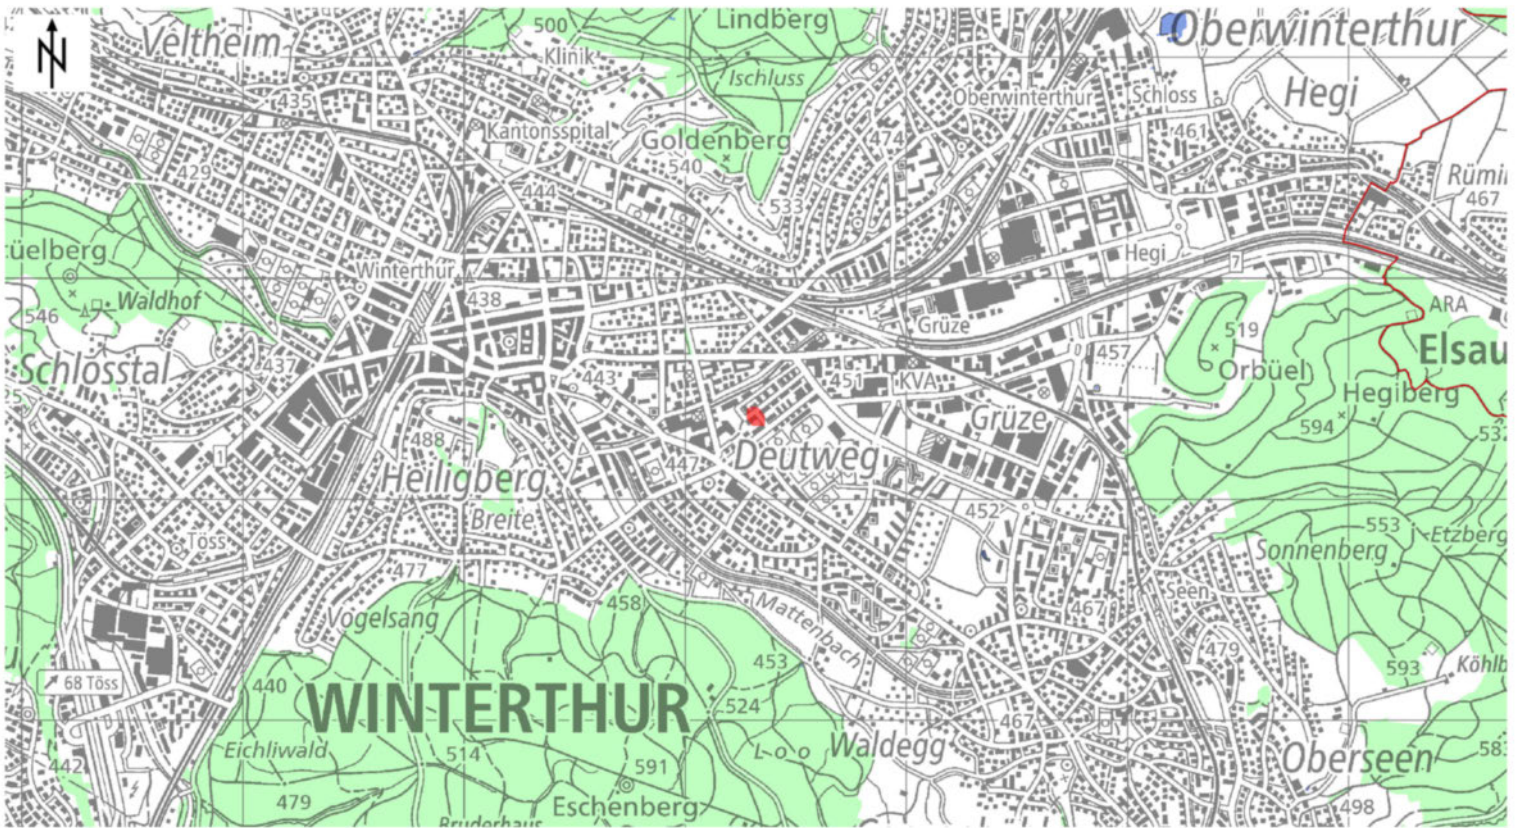 N
500
Lindberg
Oberwinterthur
Veltheim
Klinik
Ischluss
Hegi
435
Oberwinterthur
Schloss
Kantonsspital
Goldenberg
474
461
540
429
444
467
533
üelberg
Winterthur
Hegi
7
Waldhof
438
546
ARA
Grüze
519
Elsau
Schlosstal
437
457
443
451
KVA
Orbüel
Hegiberg
488
Grüze
594
Deutweg
447
1
Heiligberg
Breite
452
553
Etzberg
Töss
Sonnenberg
477
Seen
458
Mattenbach
467
Vogelsang
479
453
593
68 Töss
440
WINTERTHUR
524
467
Eichliwald
514
Loo
Waldegg
Oberseen
442
591
479
Eschenberg
498
Bruderhaus